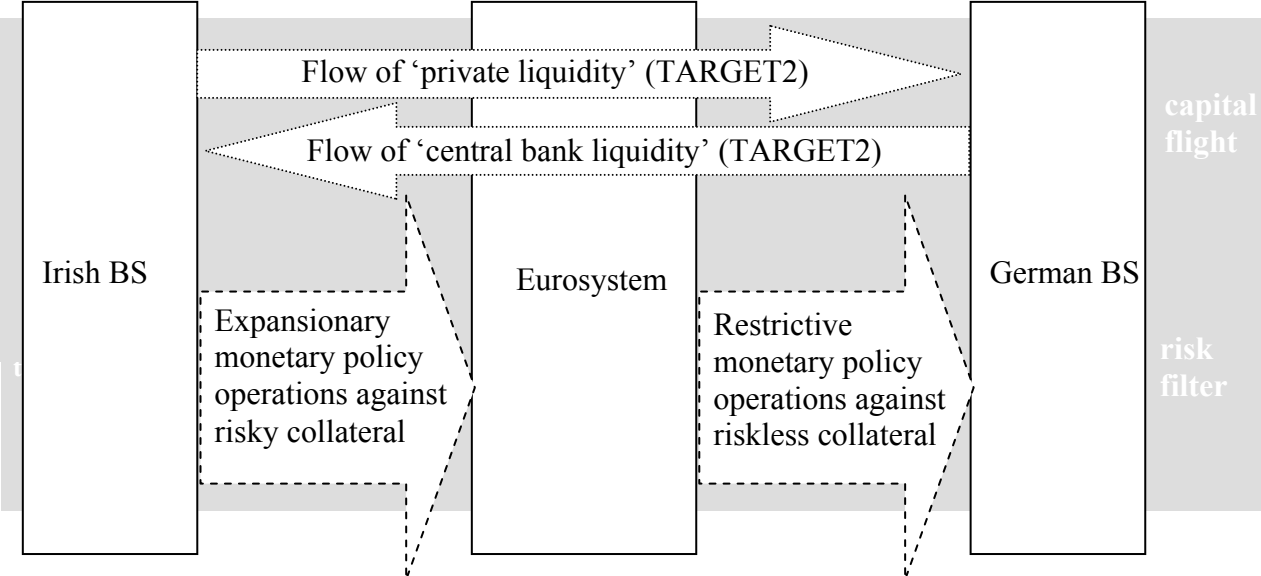 Flow of ‘private liquidity’ (TARGET2)
capital
flight
Flow of ‘central bank liquidity’ (TARGET2)
Irish BS
Eurosystem
German BS
Expansionary
monetary policy
operations against
risky collateral
Restrictive
monetary policy
operations against
riskless collateral
risk
filter